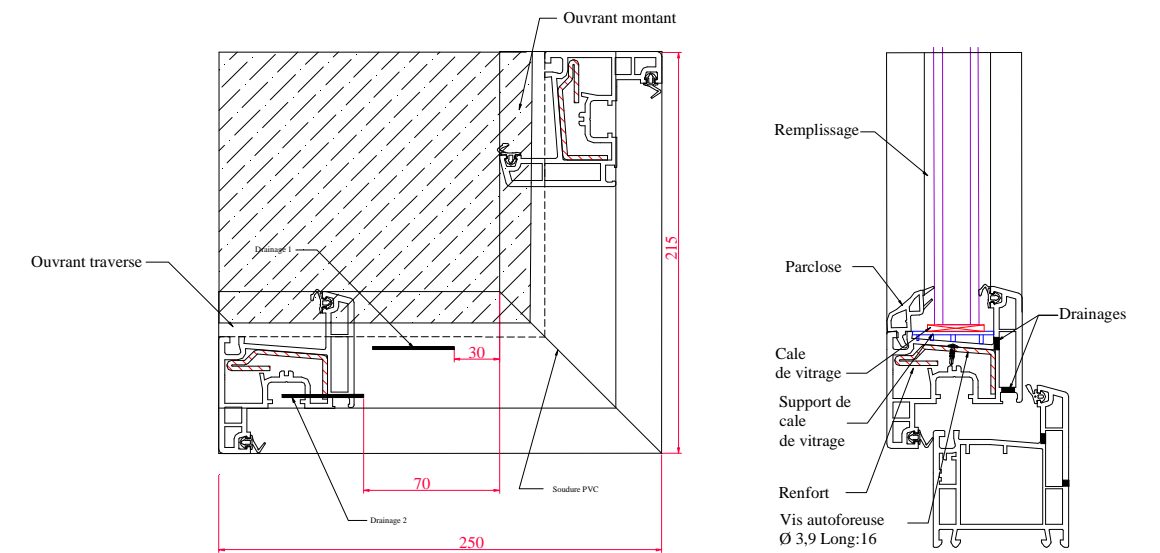 Ouvrant montant
Drainage 1
Ouvrant traverse
30
215
70
Soudure PVC
Drainage 2
250
Remplissage
Parclose
Drainages
Cale
de vitrage
Support de
cale
de vitrage
Renfort
Vis autoforeuse
Ø 3,9 Long:16